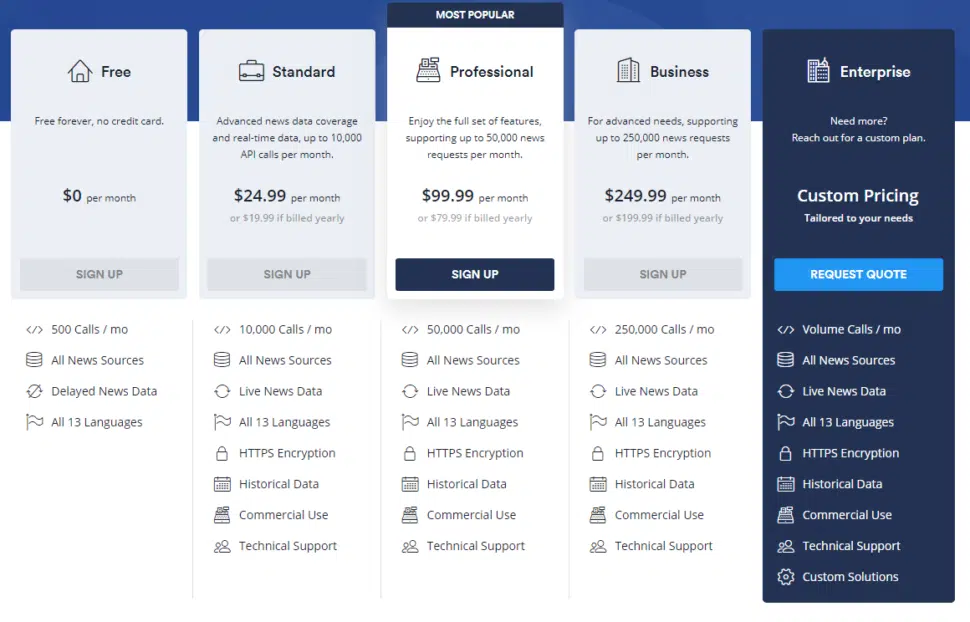 MOST POPULAR
Free
Free forever, no credit card.
$0 per month
SIGN UP
</> 500 Calls / mo
All News Sources
Delayed News Data
All 13 Languages
Standard
Advanced news data coverage
and real-time data, up to 10,000
API calls per month.
$24.99 per month
or $19.99 if billed yearly
SIGN UP
</> 10,000 Calls / mo
All News Sources
Live News Data
All 13 Languages
HTTPS Encryption
Historical Data
Commercial Use
Technical Support
Professional
Enjoy the full set of features,
supporting up to 50,000 news
requests per month.
$99.99 per month
or $79.99 if billed yearly
SIGN UP
</> 50,000 Calls / mo
All News Sources
Live News Data
All 13 Languages
HTTPS Encryption
Historical Data
Commercial Use
Technical Support
Business
For advanced needs, supporting
up to 250,000 news requests
per month.
$249.99 per month
or $199.99 if billed yearly
SIGN UP
</> 250,000 Calls / mo
All News Sources
Live News Data
All 13 Languages
HTTPS Encryption
Historical Data
Commercial Use
Technical Support
Enterprise
Need more?
Reach out for a custom plan.
Custom Pricing
Tailored to your needs
REQUEST QUOTE
</> Volume Calls / mo
All News Sources
Live News Data
All 13 Languages
HTTPS Encryption
Historical Data
Commercial Use
Technical Support
Custom Solutions